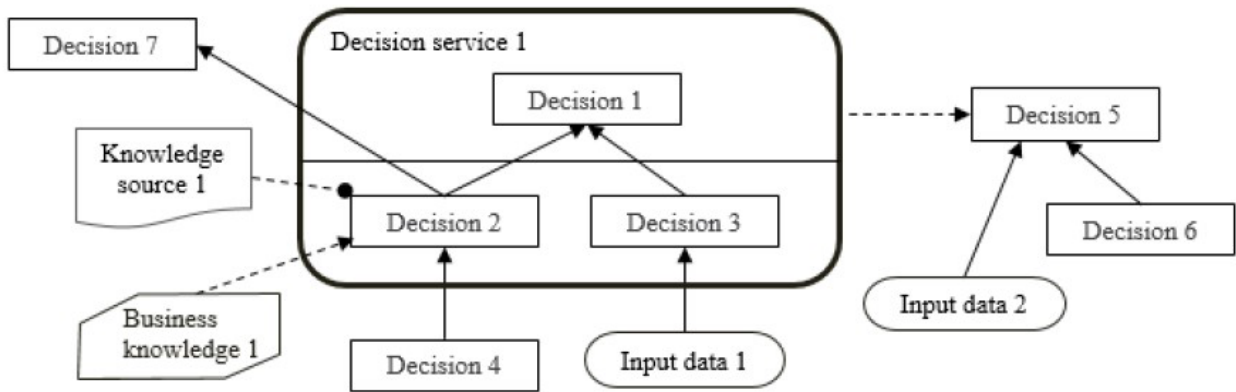 Decision 7
Decision service 1
Decision 1
Decision 5
Knowledge
source 1
Decision 2
Decision 3
Decision 6
Business
knowledge 1
Input data 2
Decision 4
Input data 1